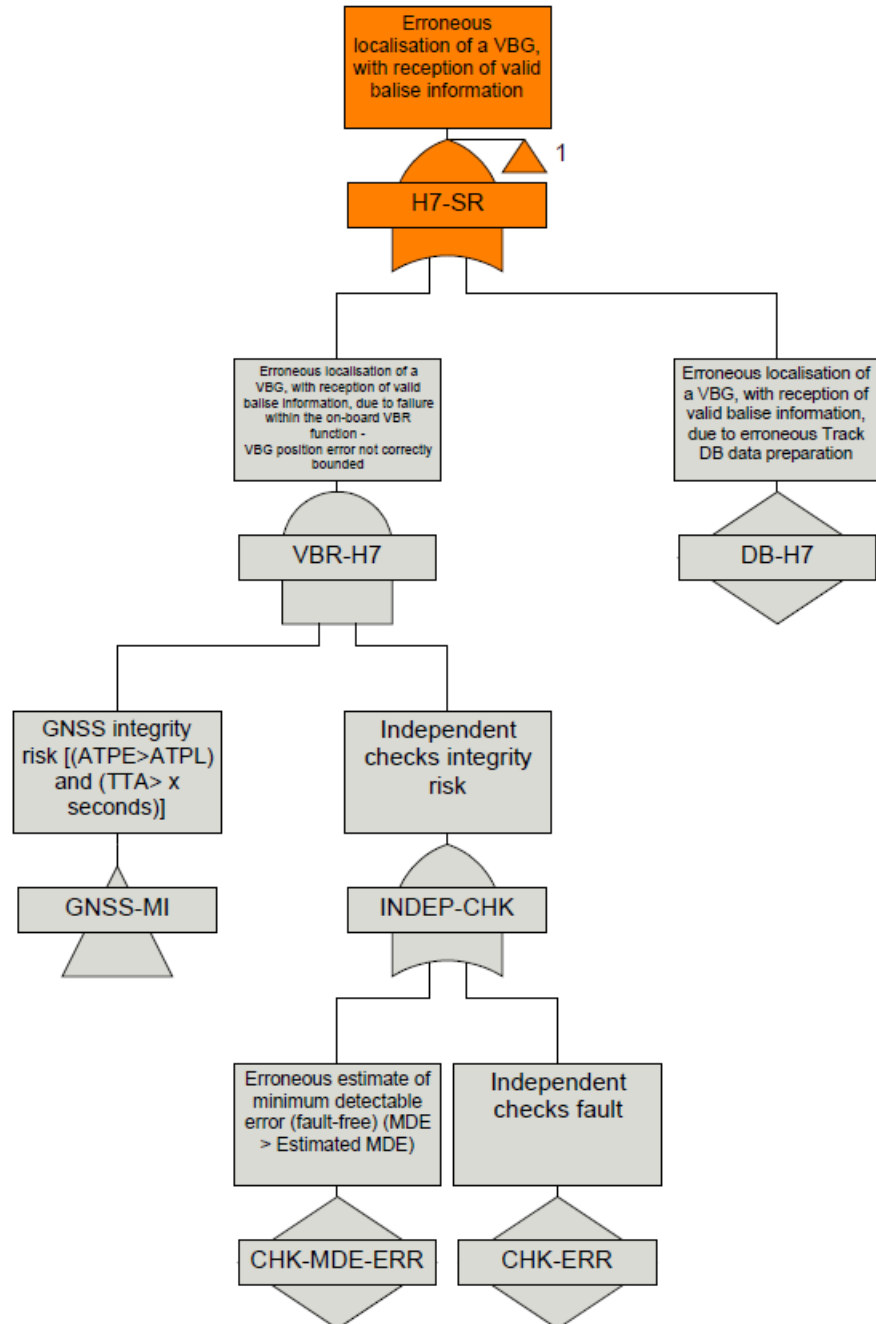 Erroneous
localisation of a VBG,
with reception of valid
balise information
1
H7-SR
Erroneous localisation of a
VBG, with reception of valid
balise information, due to failure
within the on-board VBR
function -
VBG position error not correctly
bounded
Erroneous localisation of
a VBG, with reception of
valid balise information,
due to erroneous Track
DB data preparation
VBR-H7
DB-H7
GNSS integrity
risk [(ATPE>ATPL)
and (TTA> x
seconds)]
Independent
checks integrity
risk
GNSS-MI
INDEP-CHK
Erroneous estimate of
minimum detectable
error (fault-free) (MDE
> Estimated MDE)
Independent
checks fault
CHK-MDE-ERR
CHK-ERR